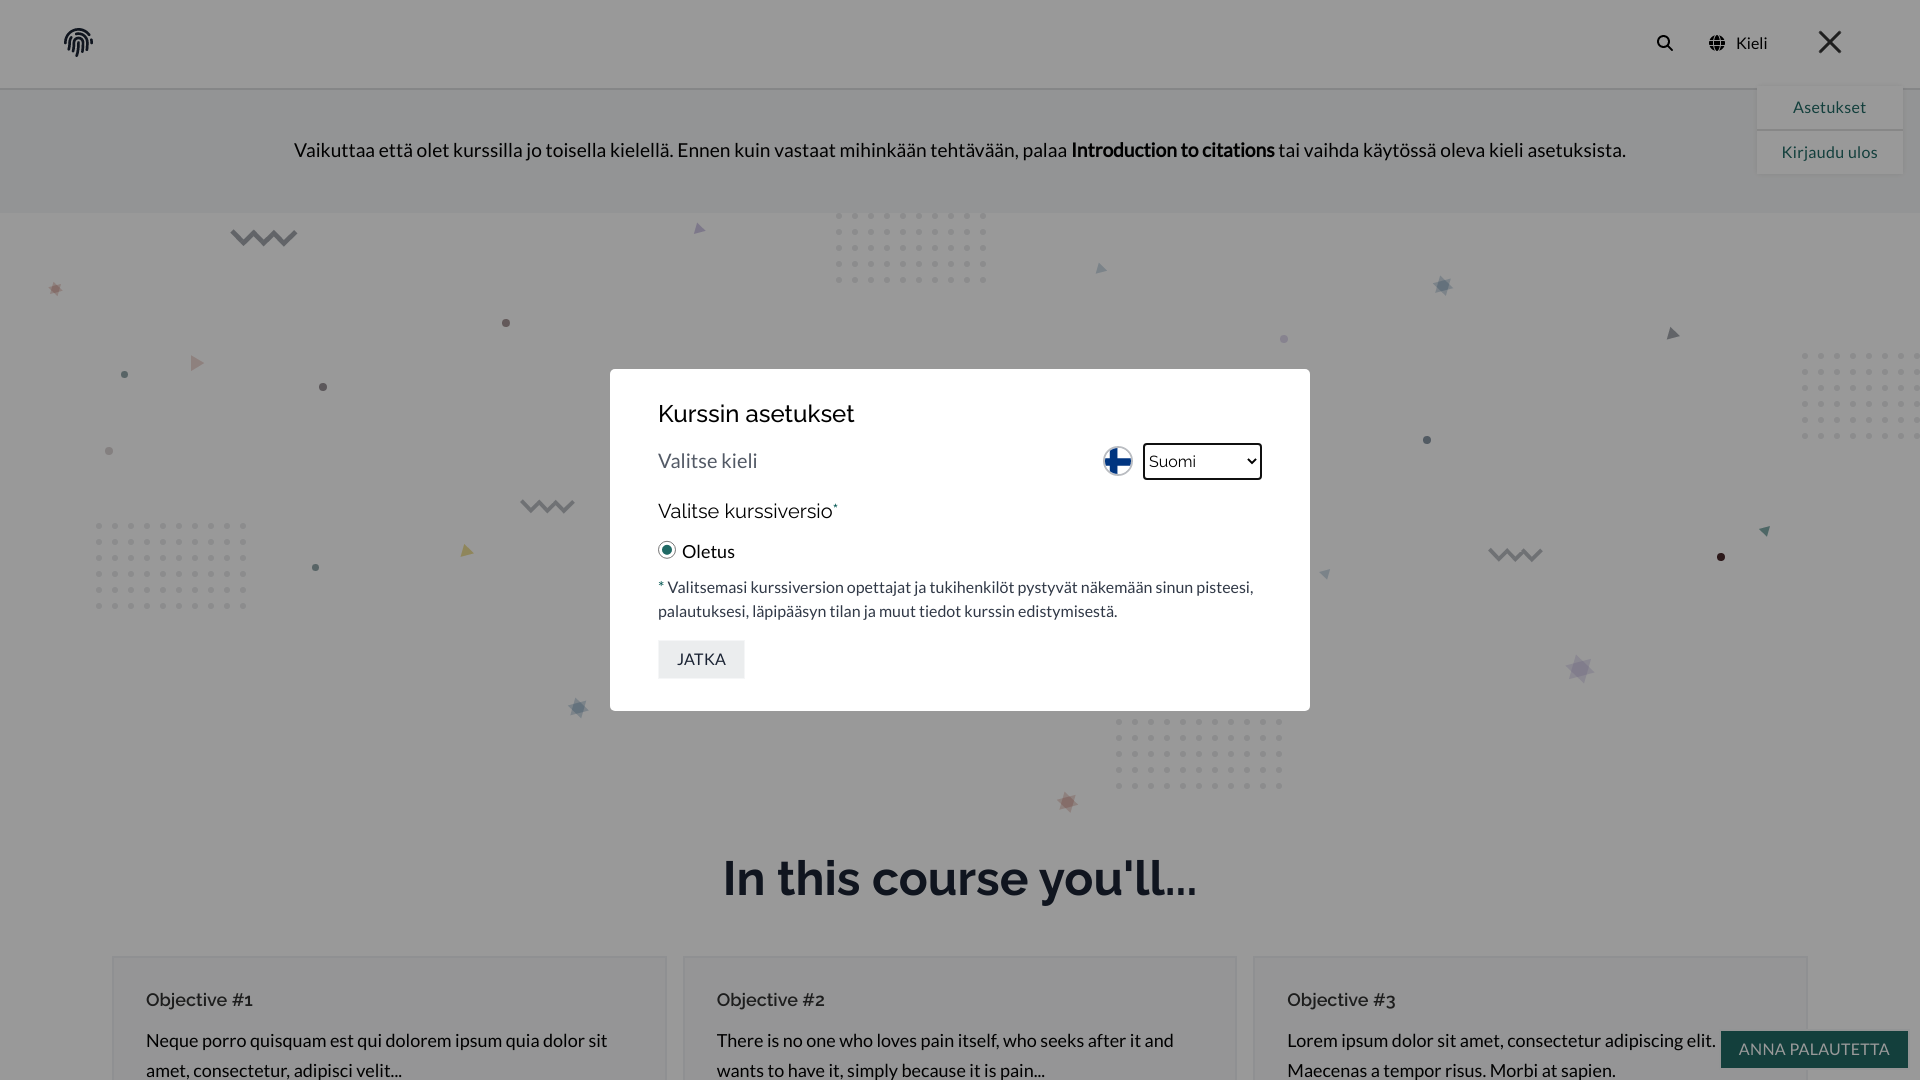 Kieli
Asetukset
Kirjaudu ulos
Vaikuttaa että olet kurssilla jo toisella kielellä. Ennen kuin vastaat mihinkään tehtävään, palaa Introduction to citations tai vaihda käytössä oleva kieli asetuksista.
Kurssin asetukset
Valitse kieli
Suomi
Valitse kurssiversio*
Oletus
* Valitsemasi kurssiversion opettajat ja tukihenkilöt pystyvät näkemään sinun pisteesi,
palautuksesi, läpipääsyn tilan ja muut tiedot kurssin edistymisestä.
JATKA
In this course you'll...
Objective #1
Neque porro quisquam est qui dolorem ipsum quia dolor sit
amet, consectetur, adipisci velit...
Objective #2
There is no one who loves pain itself, who seeks after it and
wants to have it, simply because it is pain...
Objective #3
Lorem ipsum dolor sit amet, consectetur adipiscing elit.
Maecenas a tempor risus. Morbi at sapien.
ANNA PALAUTETTA